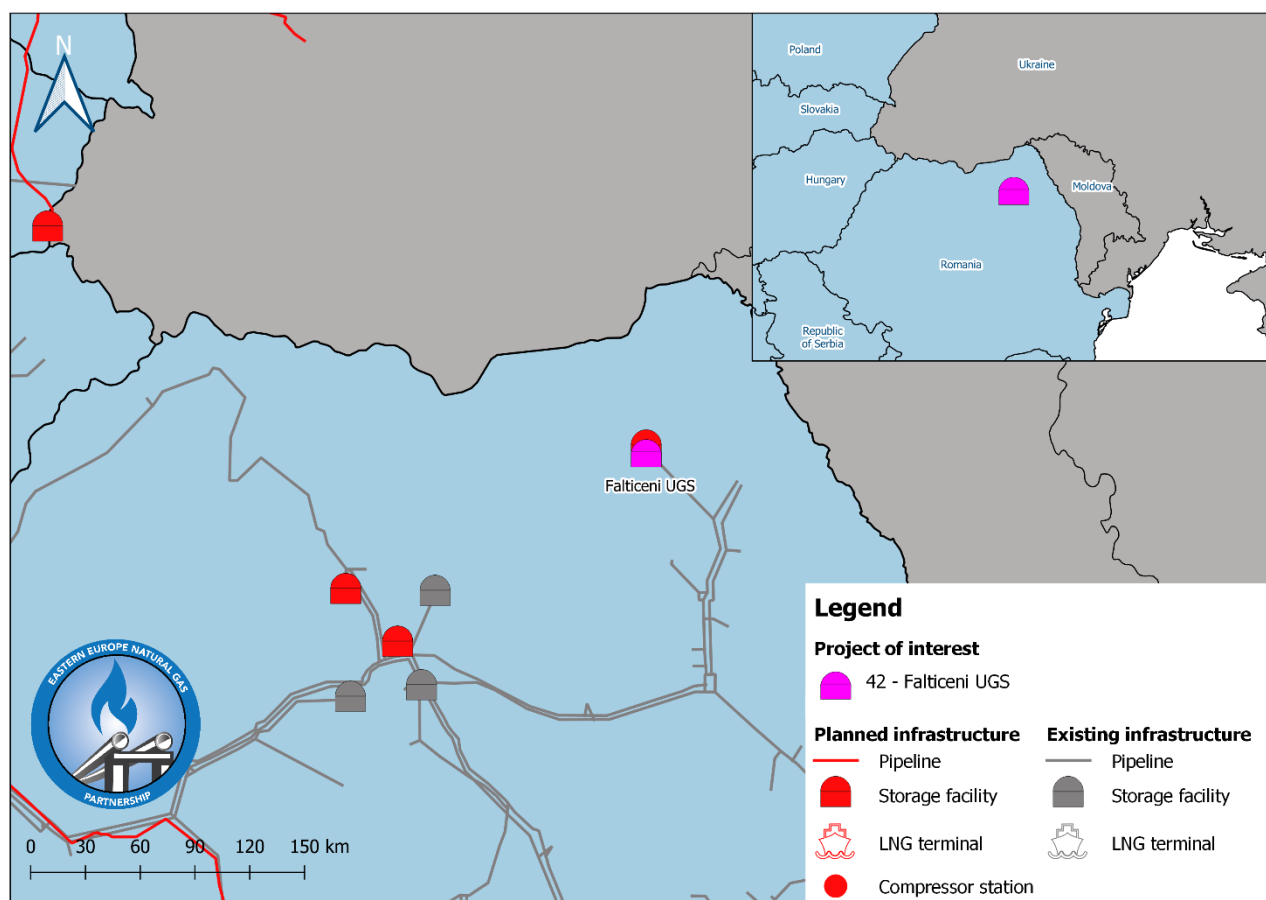 N
Poland
Ukraine
Slovakia
Hungary
Moldova
Romania
Republic
of Serbia
Falticeni UGS
EASTERN EUROPE NATURAL GAS
PARTNERSHIP
0 30 60 90 120 150 km
Legend
Project of interest
42 - Falticeni UGS
Planned infrastructure
Pipeline
Storage facility
LNG terminal
Compressor station
Existing infrastructure
Pipeline
Storage facility
LNG terminal